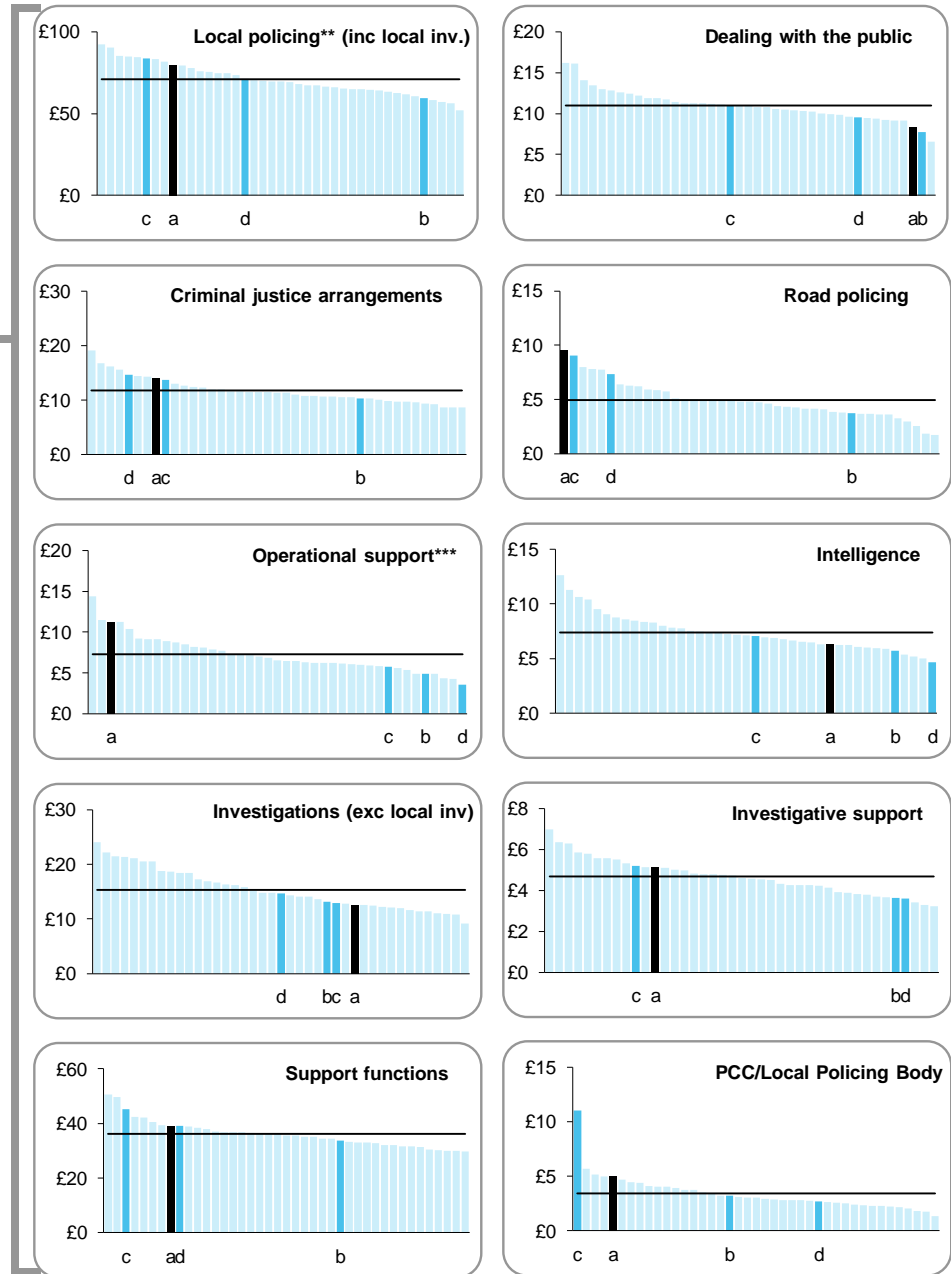 Local policing** (inc local inv.)
£100
£50
£0
c a d b
Dealing with the public
£20
£15
£10
£5
£0
c d ab
Criminal justice arrangements
£30
£20
£10
£0
d ac b
Road policing
£15
£10
£5
£0
ac d b
Operational support***
£20
£15
£10
£5
£0
a c b d
Intelligence
£15
£10
£5
£0
c a b d
Investigations (exc local inv)
£30
£20
£10
£0
d bc a
Investigative support
£8
£6
£4
£2
£0
c a bd
Support functions
£60
£40
£20
£0
c ad b
PCC/Local Policing Body
£15
£10
£5
£0
c a b d